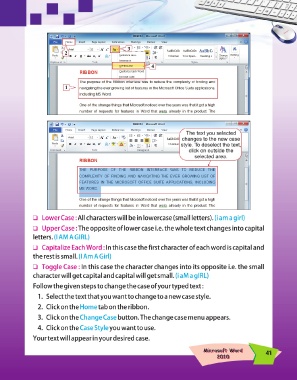 RIBBON
The purpose of the Ribbon interface was to reduce the complexity of finding and
navigating the ever growing list of features in the Microsoft Office Suite applications
including MS Word.
One of the strange things that Microsoft notices over the years was that it got a high
number of requests for features in Word that were already in the product. The
The text you selected
changes to the new case
style. To deselect the text,
click on outside the
selected area.
RIBBON
THE PURPOSE OF THE RIBBON INTERFACE WAS TO REDUCE THE
COMPLEXITY OF FINDING AND NAVIGATING THE EVER GROWING LIST OF
FEATURES IN THE MICROSOFT OFFICE SUITE APPLICATIONS INCLUDING
MS WORD.
One of the strange things that Microsoft notices over the years was that it got a high
number of requests for features in Word that were already in the product. The
❑ Lower Case : All characters will be in lowercase (small letters). (i am a girl)
❑ Upper Case : The opposite of lower case i.e. the whole text changes into capital
letters. (I AM A GIRL)
❑ Capitalize Each Word : In this case the first character of each word is capital and
the rest is small. (I Am A Girl)
❑ Toggle Case : In this case the character changes into its opposite i.e. the small
character will get capital and capital will get small. (i aM a gIRL)
Follow the given steps to change the case of your typed text :
1. Select the text that you want to change to a new case style.
2. Click on the Home tab on the ribbon.
3. Click on the Change Case button. The change case menu appears.
4. Click on the Case Style you want to use.
Your text will appear in your desired case.
Microsoft Word
2016
41